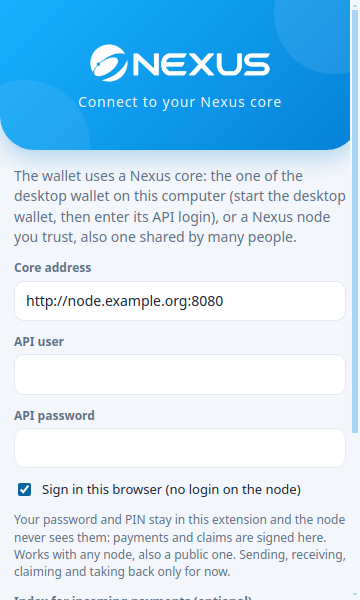 NEXUS
Connect to your Nexus core
The wallet uses a Nexus core: the one of the
desktop wallet on this computer (start the desktop
wallet, then enter its API login), or a Nexus node
you trust, also one shared by many people.
Core address
http://node.example.org:8080
API user
API password
Sign in this browser (no login on the node)
Your password and PIN stay in this extension and the node
never sees them: payments and claims are signed here.
Works with any node, also a public one. Sending, receiving,
claiming and taking back only for now.
Index for incoming payments (optional)